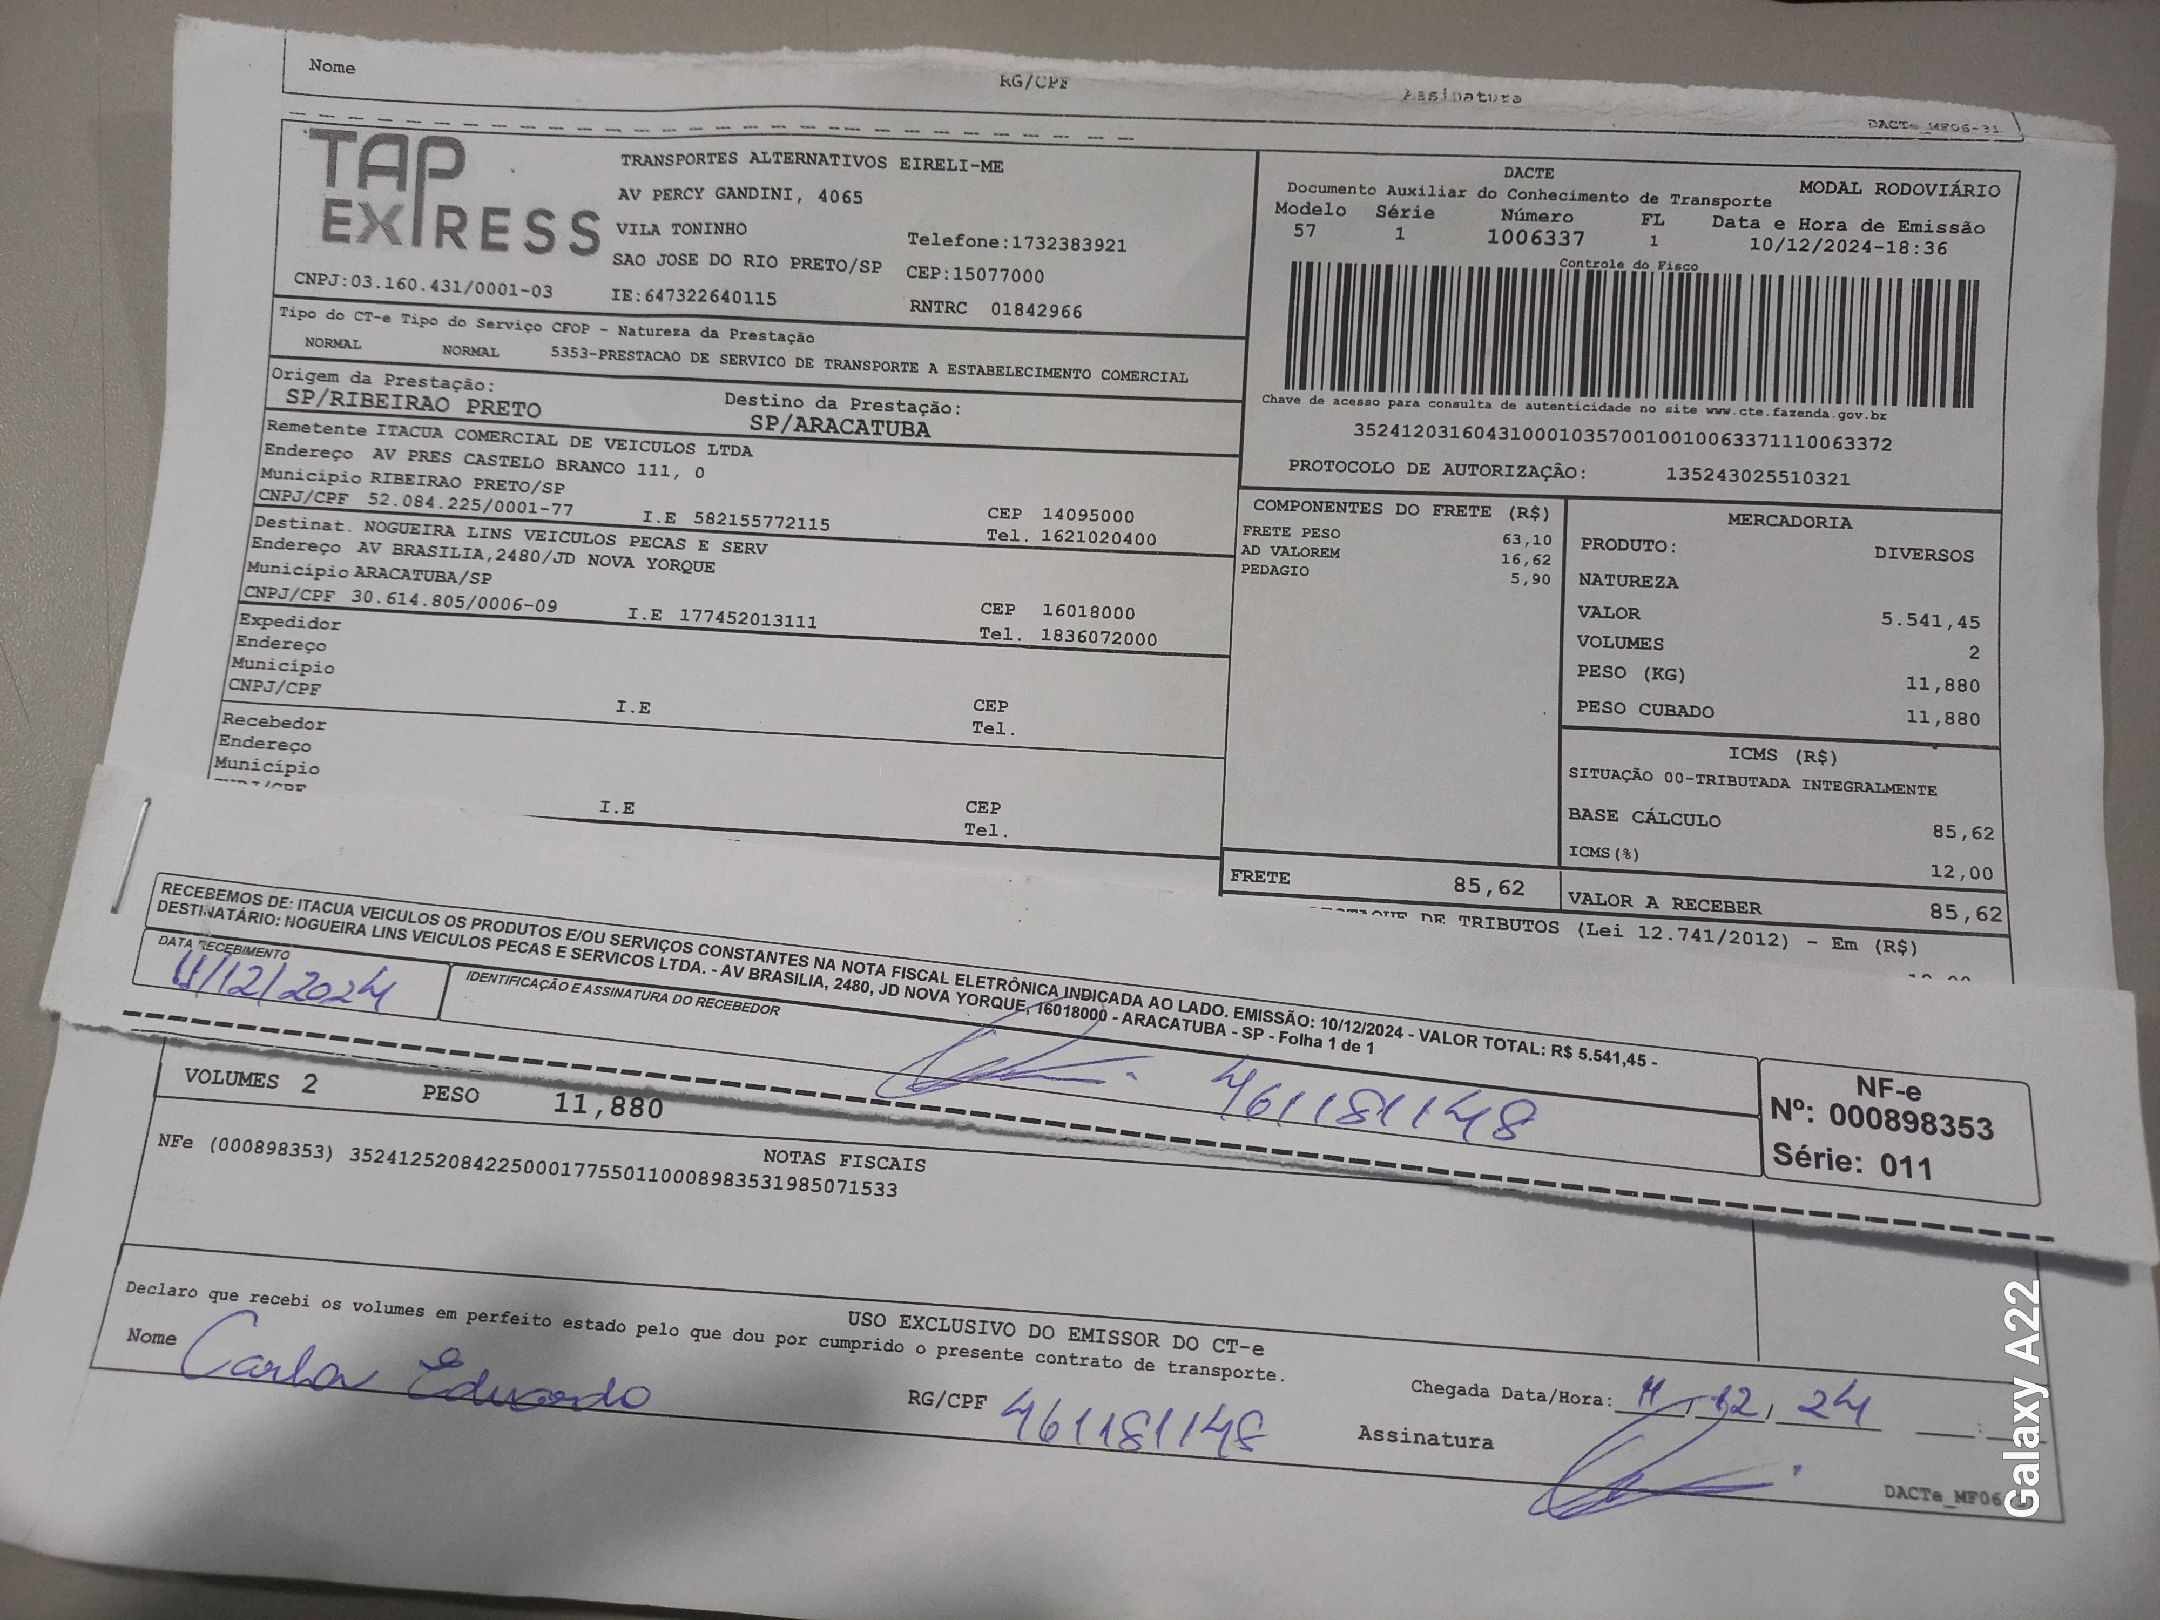 Nome RG/CPF Assinatura
DACTe_MF06-31
TAP EXPRESS
TRANSPORTES ALTERNATIVOS EIRELI-ME
AV PERCY GANDINI, 4065
VILA TONINHO Telefone:1732383921
SAO JOSE DO RIO PRETO/SP CEP:15077000
CNPJ:03.160.431/0001-03 IE:647322640115 RNTRC 01842966
DACTE
Documento Auxiliar do Conhecimento de Transporte MODAL RODOVIÁRIO
Modelo Série Número FL Data e Hora de Emissão
57 1 1006337 1 10/12/2024-18:36
Controle do Fisco
Chave de acesso para consulta de autenticidade no site www.cte.fazenda.gov.br
35241203160431000103570010010063371110063372
PROTOCOLO DE AUTORIZAÇÃO: 135243025510321
Tipo do CT-e Tipo do Serviço CFOP - Natureza da Prestação
NORMAL NORMAL 5353-PRESTACAO DE SERVICO DE TRANSPORTE A ESTABELECIMENTO COMERCIAL
Origem da Prestação: Destino da Prestação:
SP/RIBEIRAO PRETO SP/ARACATUBA
Remetente ITACUA COMERCIAL DE VEICULOS LTDA
Endereço AV PRES CASTELO BRANCO 111, 0
Município RIBEIRAO PRETO/SP CEP 14095000
CNPJ/CPF 52.084.225/0001-77 I.E 582155772115 Tel. 1621020400
Destinat. NOGUEIRA LINS VEICULOS PECAS E SERV
Endereço AV BRASILIA,2480/JD NOVA YORQUE
Município ARACATUBA/SP CEP 16018000
CNPJ/CPF 30.614.805/0006-09 I.E 177452013111 Tel. 1836072000
Expedidor
Endereço
Município CEP
CNPJ/CPF I.E Tel.
Recebedor
Endereço
Município CEP
CNPJ/CPF I.E Tel.
COMPONENTES DO FRETE (R$)
FRETE PESO 63,10
AD VALOREM 16,62
PEDAGIO 5,90
MERCADORIA
PRODUTO: DIVERSOS
NATUREZA
VALOR 5.541,45
VOLUMES 2
PESO (KG) 11,880
PESO CUBADO 11,880
ICMS (R$)
SITUAÇÃO 00-TRIBUTADA INTEGRALMENTE
BASE CÁLCULO 85,62
ICMS(%) 12,00
FRETE 85,62 VALOR A RECEBER 85,62
DE TRIBUTOS (Lei 12.741/2012) - Em (R$)
RECEBEMOS DE: ITACUA VEICULOS OS PRODUTOS E/OU SERVIÇOS CONSTANTES NA NOTA FISCAL ELETRÔNICA INDICADA AO LADO. EMISSÃO: 10/12/2024 - VALOR TOTAL: R$ 5.541,45 -
DESTINATÁRIO: NOGUEIRA LINS VEICULOS PECAS E SERVICOS LTDA. - AV BRASILIA, 2480, JD NOVA YORQUE, 16018000 - ARACATUBA - SP - Folha 1 de 1
DATA RECEBIMENTO IDENTIFICAÇÃO E ASSINATURA DO RECEBEDOR
11/12/2024 461181148
NF-e
Nº: 000898353
Série: 011
VOLUMES 2 PESO 11,880
NOTAS FISCAIS
NFe (000898353) 35241252084225000177550110008983531985071533
USO EXCLUSIVO DO EMISSOR DO CT-e
Declaro que recebi os volumes em perfeito estado pelo que dou por cumprido o presente contrato de transporte.
Nome Carlos Eduardo RG/CPF 461181148 Chegada Data/Hora: 11, 12, 24 :
Assinatura
DACTe_MF06
Galaxy A22